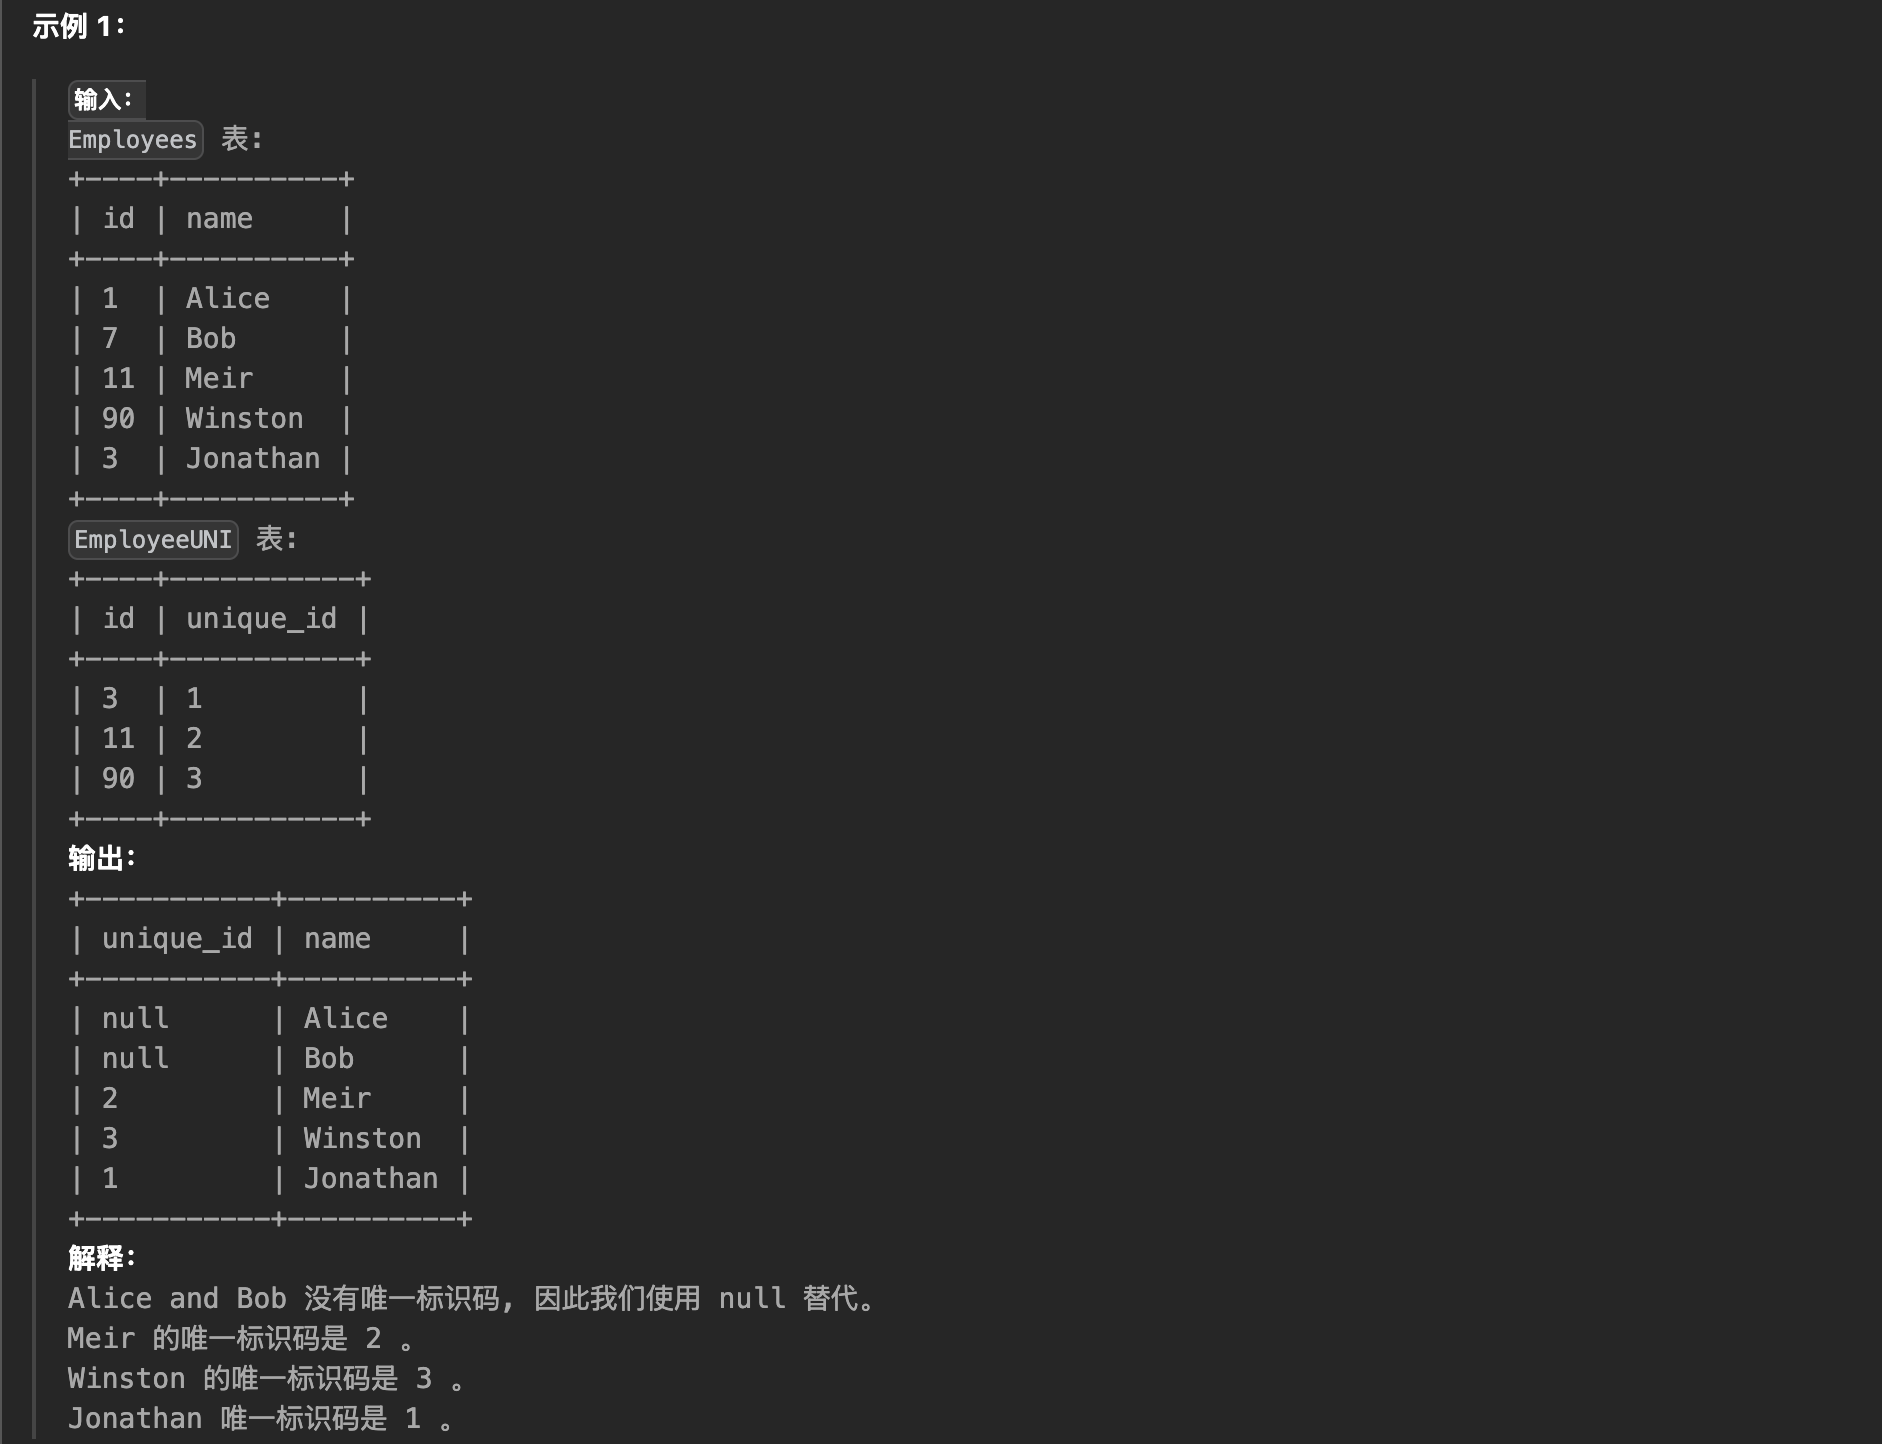 示例 1：
输入：
Employees 表:
+----+----------+
| id | name     |
+----+----------+
| 1  | Alice    |
| 7  | Bob      |
| 11 | Meir     |
| 90 | Winston  |
| 3  | Jonathan |
+----+----------+
EmployeeUNI 表:
+----+-----------+
| id | unique_id |
+----+-----------+
| 3  | 1         |
| 11 | 2         |
| 90 | 3         |
+----+-----------+
输出：
+-----------+----------+
| unique_id | name     |
+-----------+----------+
| null      | Alice    |
| null      | Bob      |
| 2         | Meir     |
| 3         | Winston  |
| 1         | Jonathan |
+-----------+----------+
解释：
Alice and Bob 没有唯一标识码, 因此我们使用 null 替代。
Meir 的唯一标识码是 2 。
Winston 的唯一标识码是 3 。
Jonathan 唯一标识码是 1 。